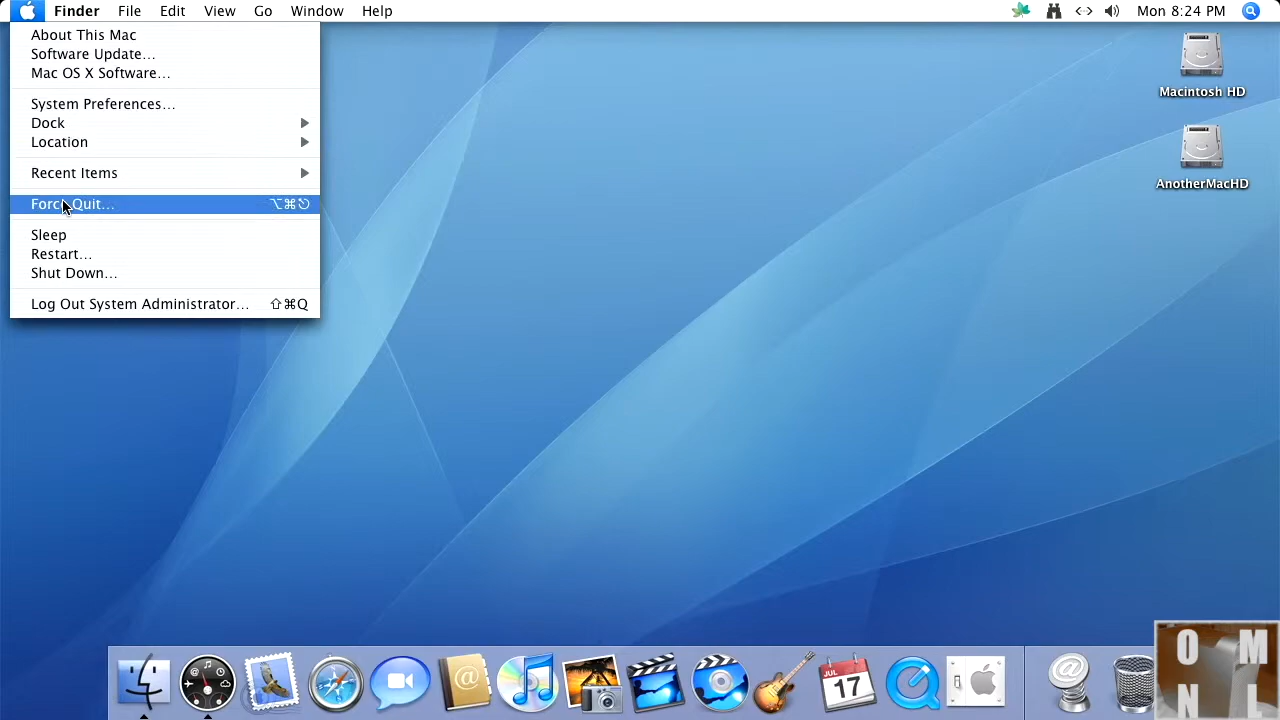 Finder File Edit View Go Window Help Mon 8:24 PM
About This Mac
Software Update…
Mac OS X Software…
System Preferences…
Dock
Location
Recent Items
Force Quit… ⌥⌘⎋
Sleep
Restart…
Shut Down…
Log Out System Administrator… ⇧⌘Q
Macintosh HD
AnotherMacHD
JUL
17
@
@
O M
N L